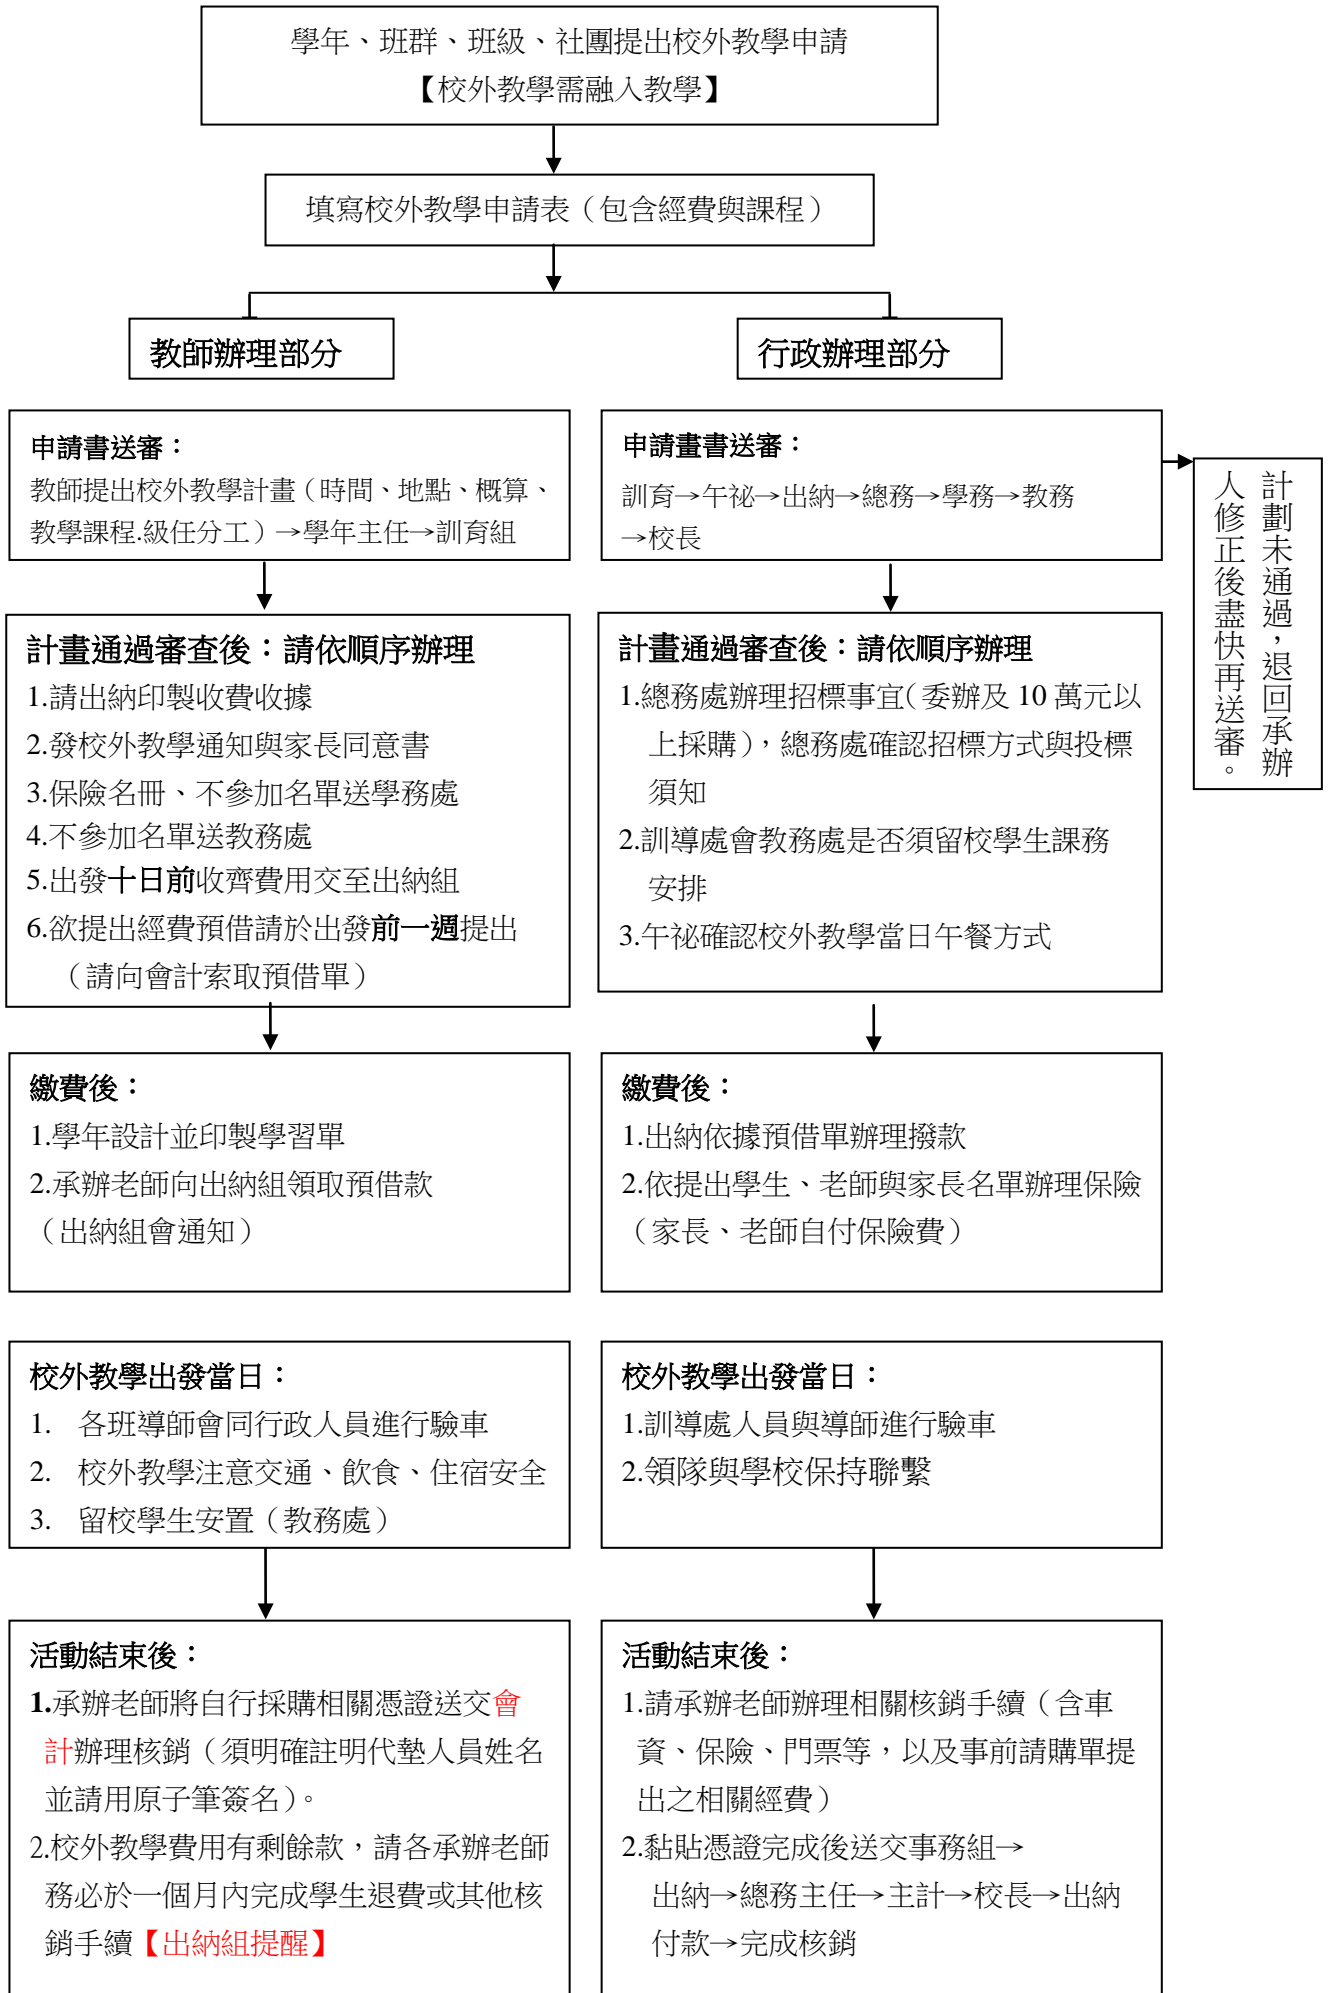 學年、班群、班級、社團提出校外教學申請
【校外教學需融入教學】
填寫校外教學申請表（包含經費與課程）
教師辦理部分
行政辦理部分
申請書送審：
教師提出校外教學計畫（時間、地點、概算、
教學課程.級任分工）→學年主任→訓育組
申請畫書送審：
訓育→午祕→出納→總務→學務→教務
→校長
計劃未通過，退回承辦
人修正後盡快再送審。
計畫通過審查後：請依順序辦理
1.請出納印製收費收據
2.發校外教學通知與家長同意書
3.保險名冊、不參加名單送學務處
4.不參加名單送教務處
5.出發十日前收齊費用交至出納組
6.欲提出經費預借請於出發前一週提出
（請向會計索取預借單）
計畫通過審查後：請依順序辦理
1.總務處辦理招標事宜（委辦及 10 萬元以
上採購），總務處確認招標方式與投標
須知
2.訓導處會教務處是否須留校學生課務
安排
3.午祕確認校外教學當日午餐方式
繳費後：
1.學年設計並印製學習單
2.承辦老師向出納組領取預借款
（出納組會通知）
繳費後：
1.出納依據預借單辦理撥款
2.依提出學生、老師與家長名單辦理保險
（家長、老師自付保險費）
校外教學出發當日：
1. 各班導師會同行政人員進行驗車
2. 校外教學注意交通、飲食、住宿安全
3. 留校學生安置（教務處）
校外教學出發當日：
1.訓導處人員與導師進行驗車
2.領隊與學校保持聯繫
活動結束後：
1.承辦老師將自行採購相關憑證送交會
計辦理核銷（須明確註明代墊人員姓名
並請用原子筆簽名）。
2.校外教學費用有剩餘款，請各承辦老師
務必於一個月內完成學生退費或其他核
銷手續【出納組提醒】
活動結束後：
1.請承辦老師辦理相關核銷手續（含車
資、保險、門票等，以及事前請購單提
出之相關經費）
2.黏貼憑證完成後送交事務組→
出納→總務主任→主計→校長→出納
付款→完成核銷